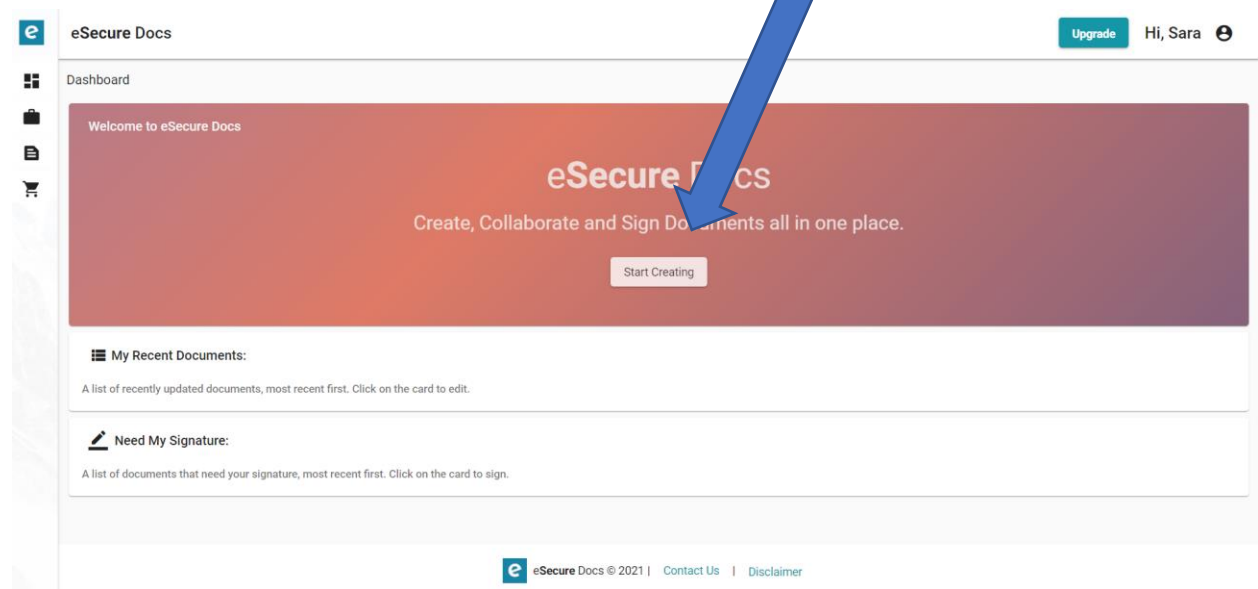 e
eSecure Docs
Upgrade
Hi, Sara
Dashboard
Welcome to eSecure Docs
eSecure Docs
Create, Collaborate and Sign Documents all in one place.
Start Creating
My Recent Documents:
A list of recently updated documents, most recent first. Click on the card to edit.
Need My Signature:
A list of documents that need your signature, most recent first. Click on the card to sign.
e eSecure Docs © 2021 | Contact Us | Disclaimer